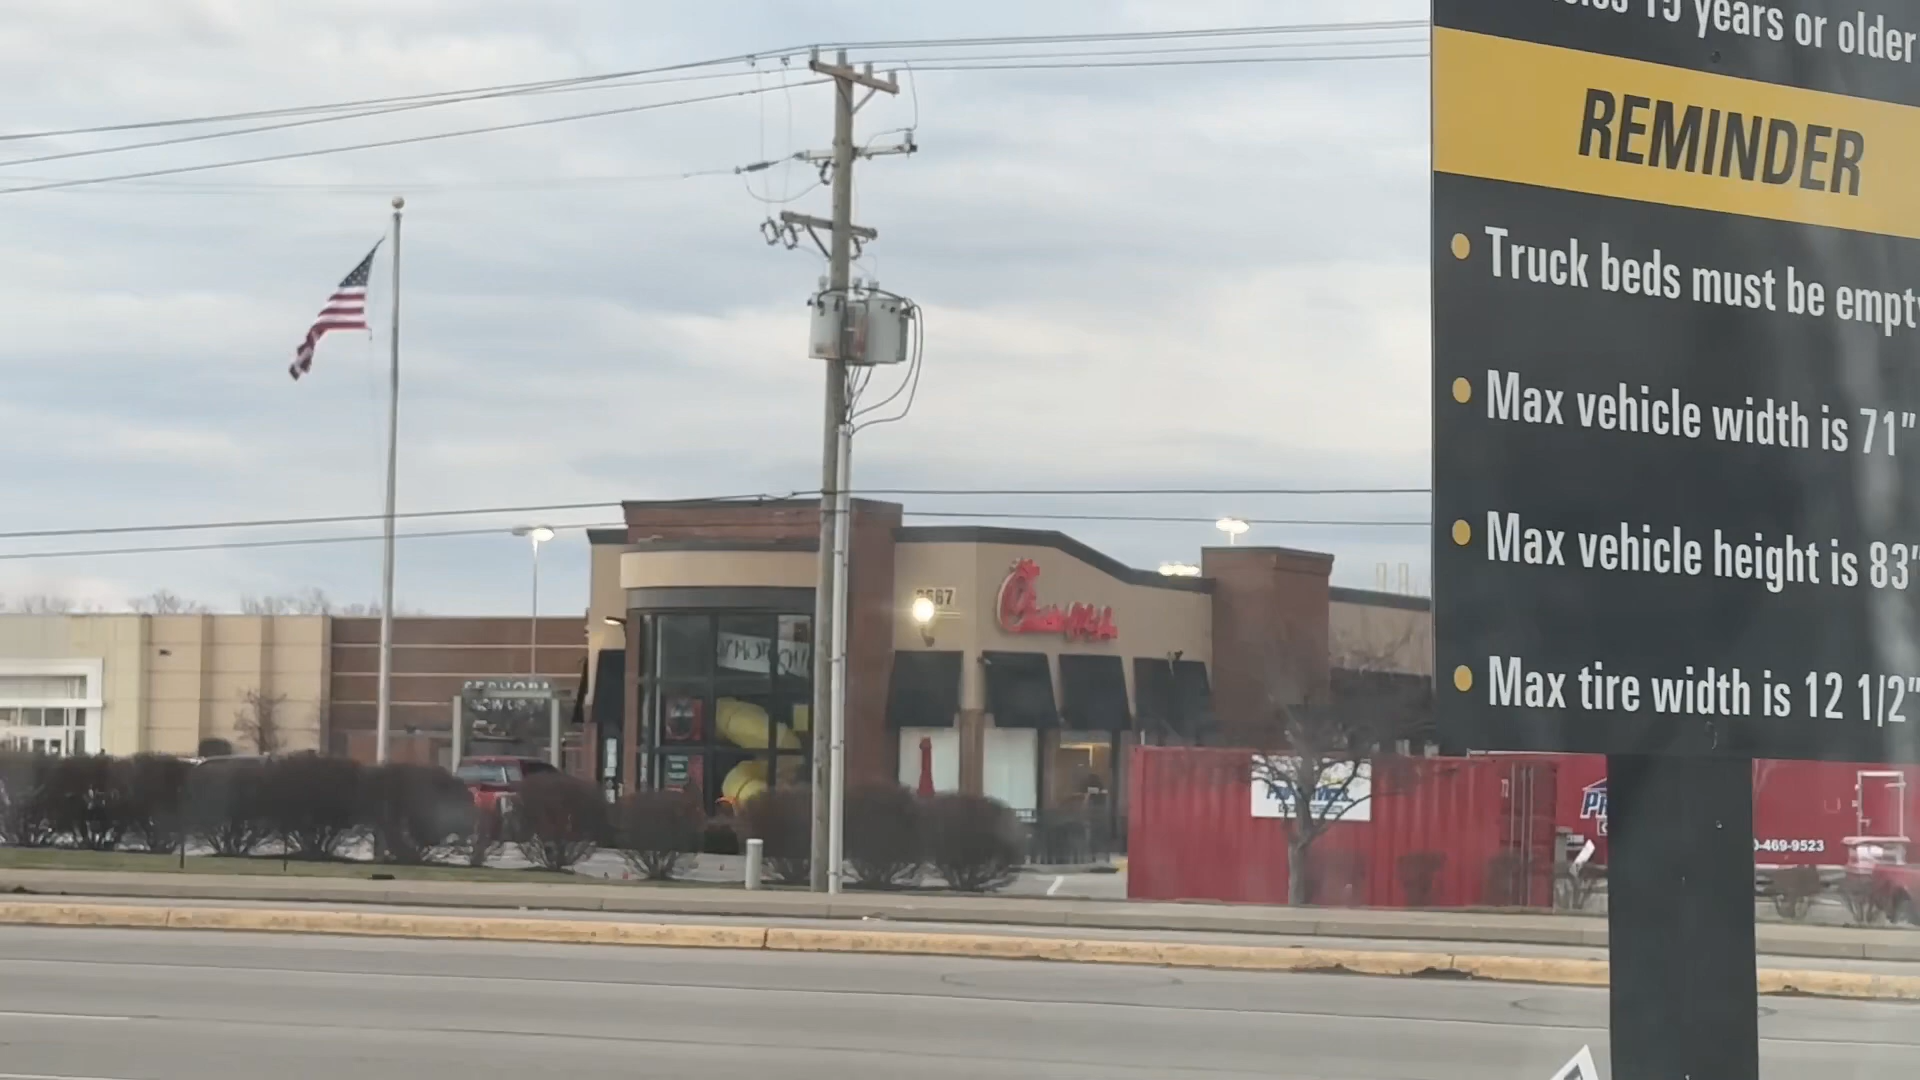 15 years or older
REMINDER
Truck beds must be empty
Max vehicle width is 71"
Max vehicle height is 83"
Max tire width is 12 1/2"
Chick-fil-A
SEPHORA
-469-9523